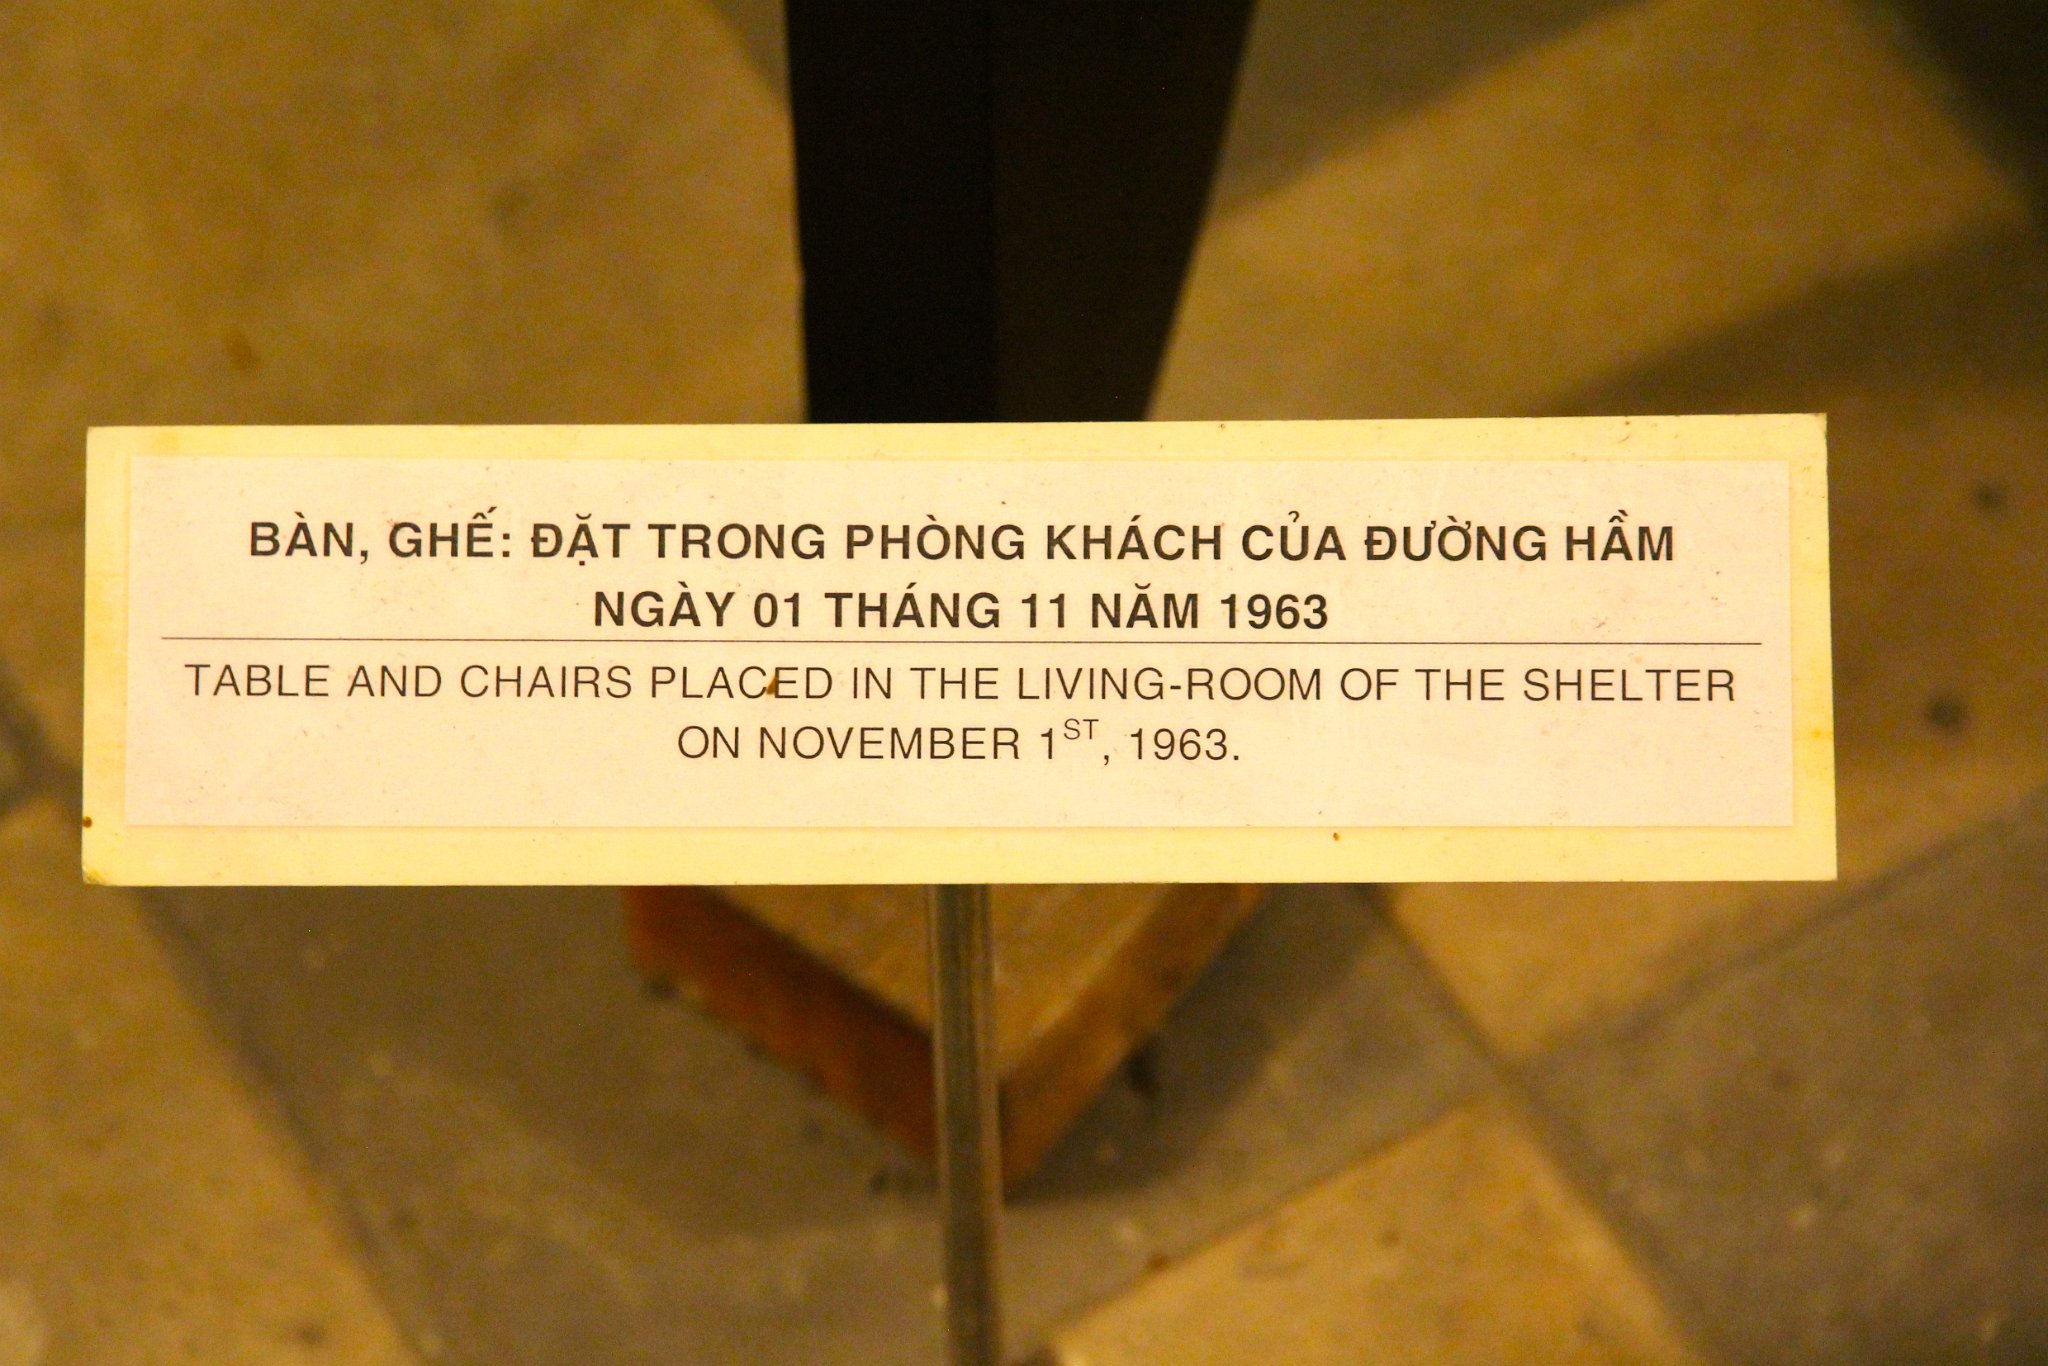 BÀN, GHẾ: ĐẶT TRONG PHÒNG KHÁCH CỦA ĐƯỜNG HẦM
NGÀY 01 THÁNG 11 NĂM 1963
TABLE AND CHAIRS PLACED IN THE LIVING-ROOM OF THE SHELTER
ON NOVEMBER 1ST, 1963.